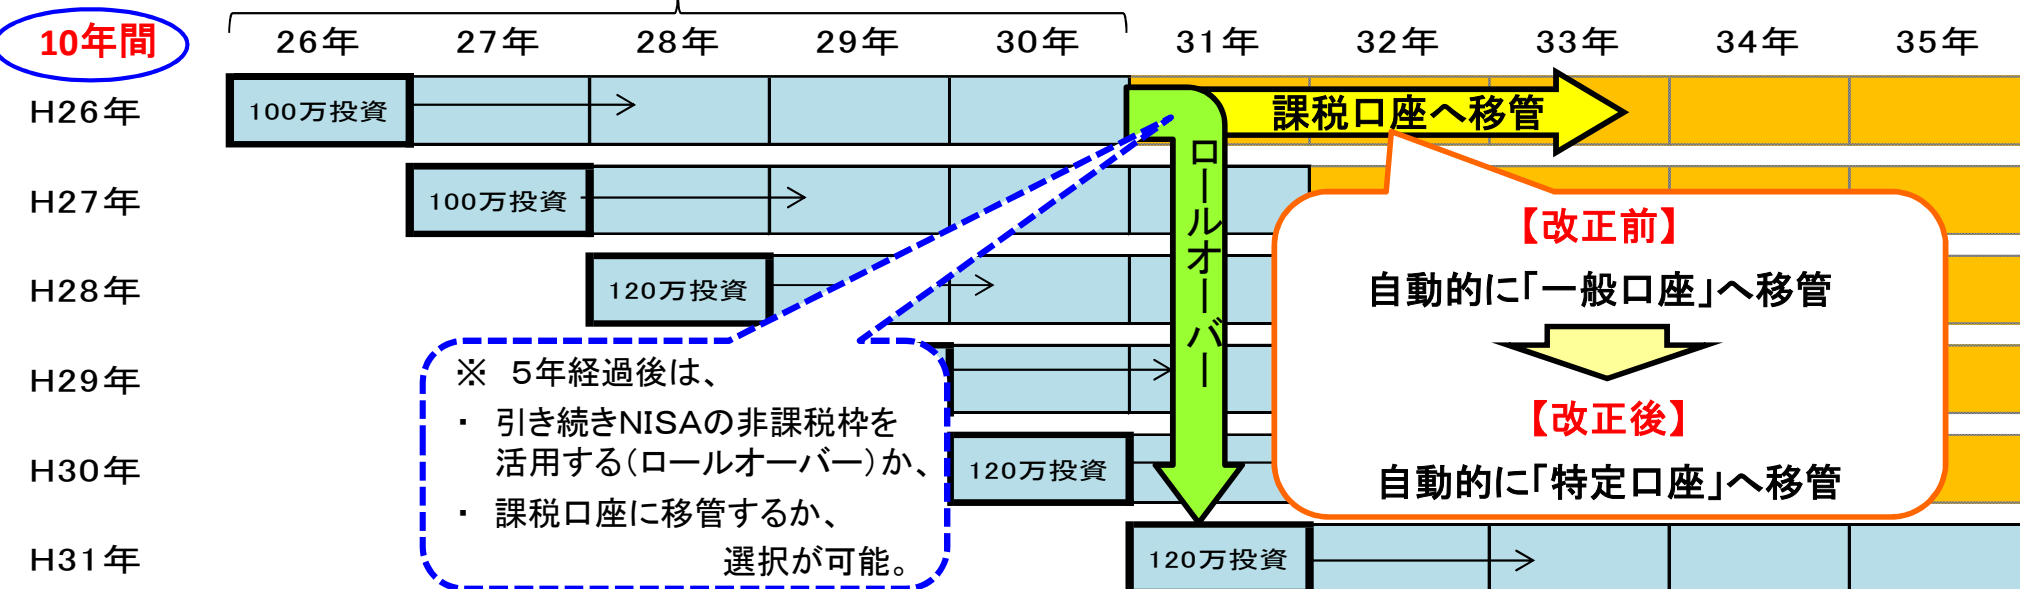 10年間
26年 27年 28年 29年 30年 31年 32年 33年 34年 35年
H26年
100万投資
課税口座へ移管
ロールオーバー
H27年
100万投資
H28年
120万投資
H29年
H30年
120万投資
H31年
120万投資
※ 5年経過後は、
・ 引き続きNISAの非課税枠を
活用する(ロールオーバー)か、
・ 課税口座に移管するか、
選択が可能。
【改正前】
自動的に「一般口座」へ移管
【改正後】
自動的に「特定口座」へ移管